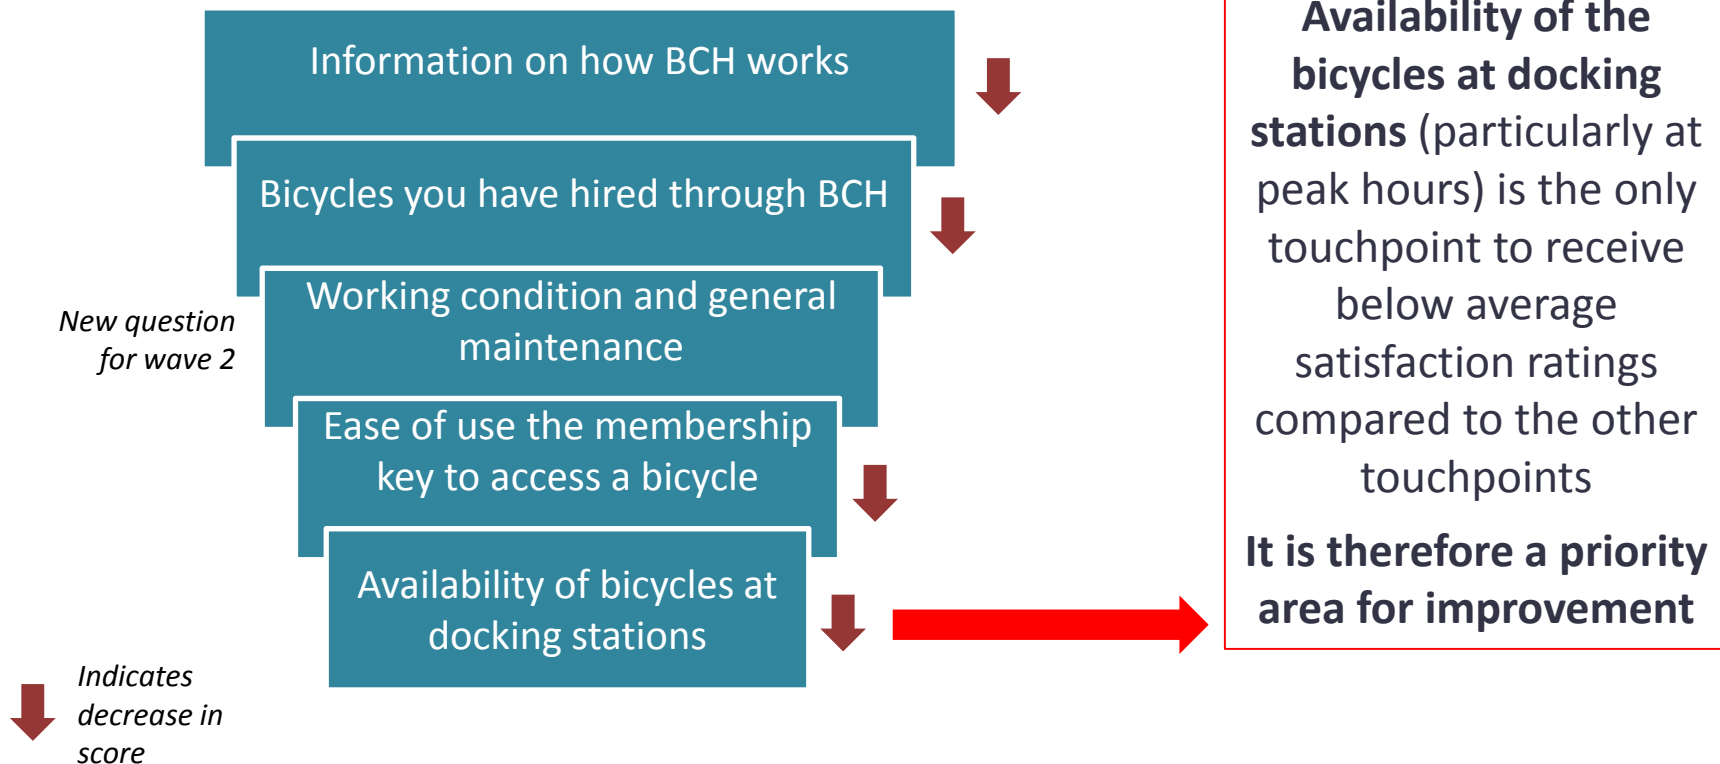 Information on how BCH works
Bicycles you have hired through BCH
New question
for wave 2
Working condition and general
maintenance
Ease of use the membership
key to access a bicycle
Availability of bicycles at
docking stations
Indicates
decrease in
score
Availability of the
bicycles at docking
stations (particularly at
peak hours) is the only
touchpoint to receive
below average
satisfaction ratings
compared to the other
touchpoints
It is therefore a priority
area for improvement